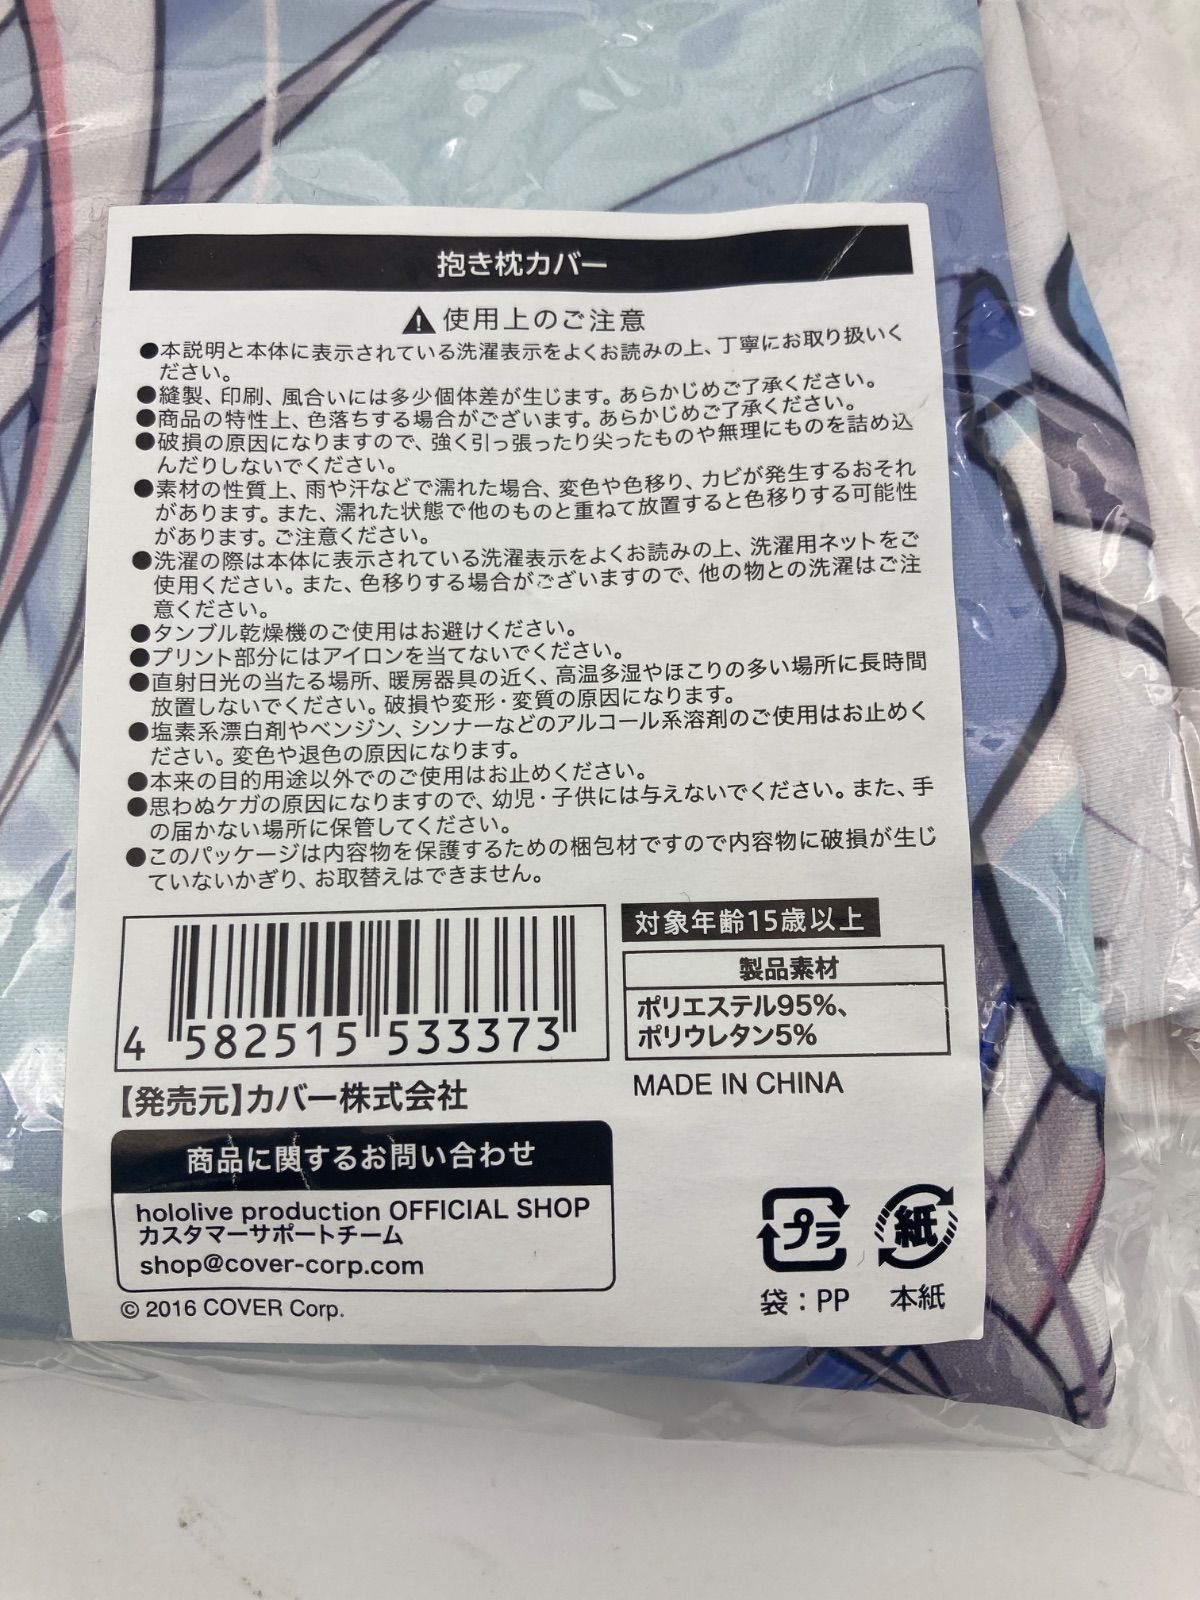 抱き枕カバー
使用上のご注意
●本説明と本体に表示されている洗濯表示をよくお読みの上、丁寧にお取り扱いく
ださい。
●縫製、印刷、風合いには多少個体差が生じます。あらかじめご了承ください。
●商品の特性上、色落ちする場合がございます。あらかじめご了承ください。
●破損の原因になりますので、強く引っ張ったり尖ったものや無理にものを詰め込
んだりしないでください。
●素材の性質上、雨や汗などで濡れた場合、変色や色移り、カビが発生するおそれ
があります。また、濡れた状態で他のものと重ねて放置すると色移りする可能性
があります。ご注意ください。
●洗濯の際は本体に表示されている洗濯表示をよくお読みの上、洗濯用ネットをご
使用ください。また、色移りする場合がございますので、他の物との洗濯はご注
意ください。
●タンブル乾燥機のご使用はお避けください。
●プリント部分にはアイロンを当てないでください。
●直射日光の当たる場所、暖房器具の近く、高温多湿やほこりの多い場所に長時間
放置しないでください。破損や変形・変質の原因になります。
●塩素系漂白剤やベンジン、シンナーなどのアルコール系溶剤のご使用はお止めく
ださい。変色や退色の原因になります。
●本来の目的用途以外でのご使用はお止めください。
●思わぬケガの原因になりますので、幼児・子供には与えないでください。また、手
の届かない場所に保管してください。
●このパッケージは内容物を保護するための梱包材ですので内容物に破損が生じ
ていないかぎり、お取替えはできません。
4 582515 533373
対象年齢15歳以上
製品素材
ポリエステル95%、
ポリウレタン5%
MADE IN CHINA
【発売元】カバー株式会社
商品に関するお問い合わせ
hololive production OFFICIAL SHOP
カスタマーサポートチーム
shop@cover-corp.com
© 2016 COVER Corp.
プラ
紙
袋：PP
本紙